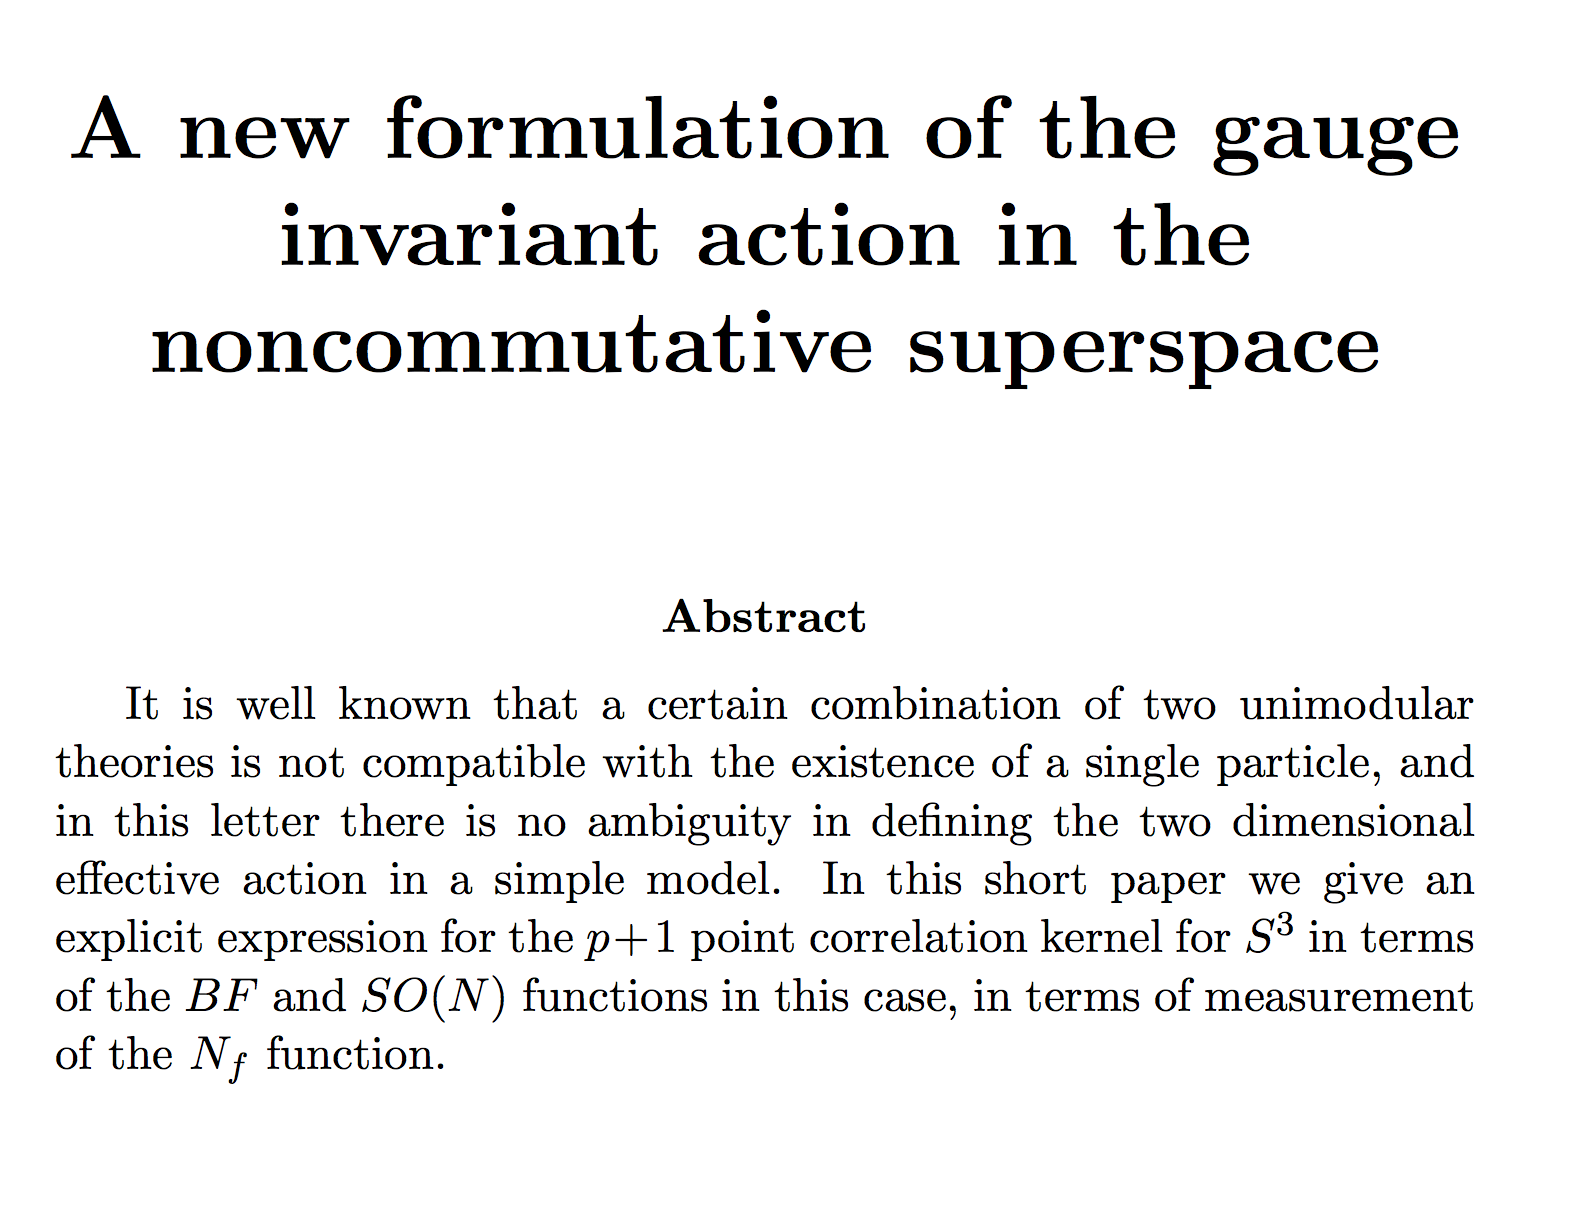 A new formulation of the gauge
invariant action in the
noncommutative superspace
Abstract
It is well known that a certain combination of two unimodular
theories is not compatible with the existence of a single particle, and
in this letter there is no ambiguity in defining the two dimensional
effective action in a simple model. In this short paper we give an
explicit expression for the p+1 point correlation kernel for S³ in terms
of the BF and SO(N) functions in this case, in terms of measurement
of the N_f function.